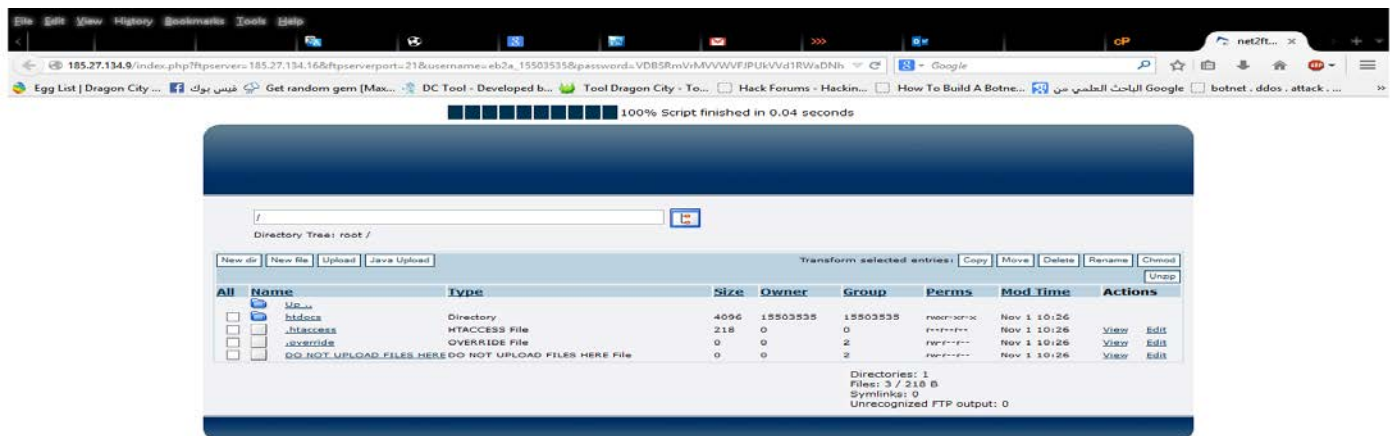 File Edit View History Bookmarks Tools Help
net2ft...
185.27.134.9/index.php?ftpserver=185.27.134.16&ftpserverport=21&username=eb2a_15503535&password=
Google
Egg List | Dragon City ... فيس بوك Get random gem (Max... DC Tool - Developed b... Tool Dragon City - To... Hack Forums - Hackin... How To Build A Botne... الباحث العلمي من Google botnet . ddos . attack . ...
100% Script finished in 0.04 seconds
/
Directory Tree: root /
New dir New file Upload Java Upload Transform selected entries: Copy Move Delete Rename Chmod
Unzip
All Name Type Size Owner Group Perms Mod Time Actions
Up ..
htdocs Directory 4096 15503535 15503535 rwxr-xr-x Nov 1 10:26
.htaccess HTACCESS File 218 0 0 r--r--r-- Nov 1 10:26 View Edit
.override OVERRIDE File 0 0 2 rw-r--r-- Nov 1 10:26 View Edit
DO NOT UPLOAD FILES HERE DO NOT UPLOAD FILES HERE File 0 0 2 rw-r--r-- Nov 1 10:26 View Edit
Directories: 1
Files: 3 / 218 B
Symlinks: 0
Unrecognized FTP output: 0